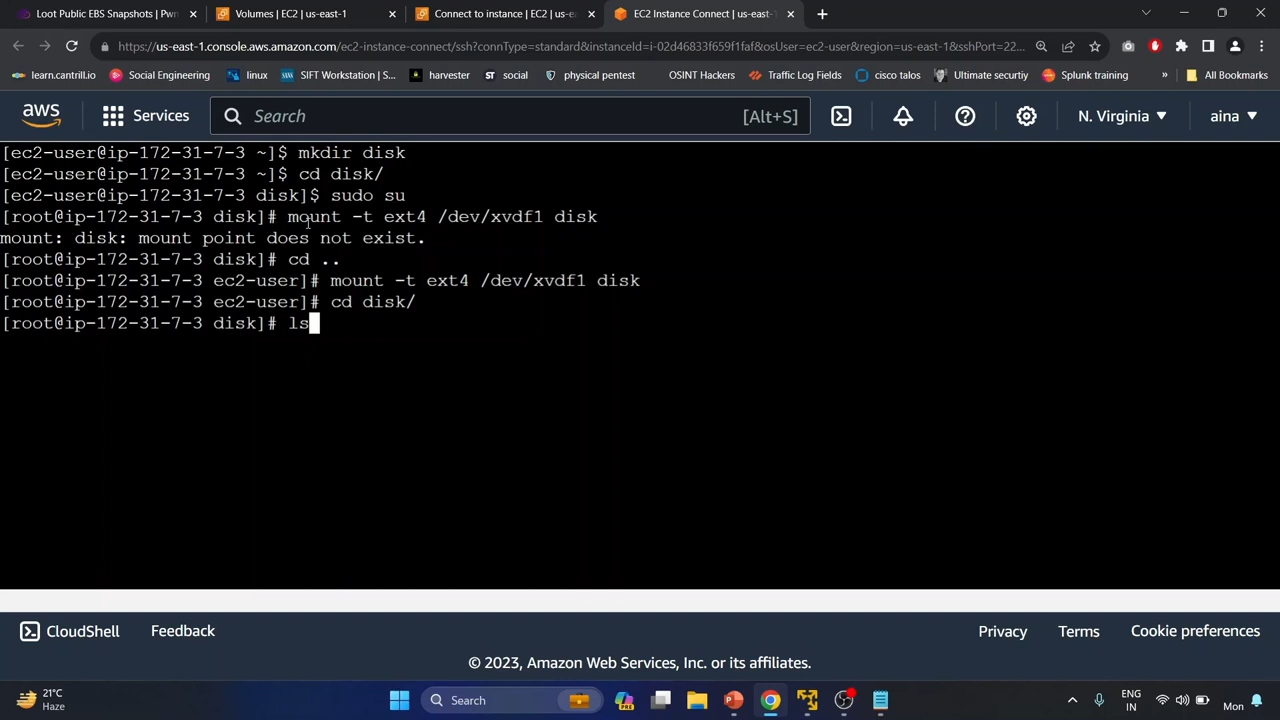 Loot Public EBS Snapshots | Pwn
Volumes | EC2 | us-east-1
Connect to instance | EC2 | us-ea
EC2 Instance Connect | us-east-1
https://us-east-1.console.aws.amazon.com/ec2-instance-connect/ssh?connType=standard&instanceId=i-02d46833f659f1faf&osUser=ec2-user&region=us-east-1&sshPort=22...
learn.cantrill.io
Social Engineering
linux
SIFT Workstation | S...
harvester
ST social
physical pentest
OSINT Hackers
Traffic Log Fields
cisco talos
Ultimate securtiy
Splunk training
»
All Bookmarks
aws
Services
Search
[Alt+S]
N. Virginia
aina
[ec2-user@ip-172-31-7-3 ~]$ mkdir disk
[ec2-user@ip-172-31-7-3 ~]$ cd disk/
[ec2-user@ip-172-31-7-3 disk]$ sudo su
[root@ip-172-31-7-3 disk]# mount -t ext4 /dev/xvdf1 disk
mount: disk: mount point does not exist.
[root@ip-172-31-7-3 disk]# cd ..
[root@ip-172-31-7-3 ec2-user]# mount -t ext4 /dev/xvdf1 disk
[root@ip-172-31-7-3 ec2-user]# cd disk/
[root@ip-172-31-7-3 disk]# ls
CloudShell
Feedback
Privacy
Terms
Cookie preferences
© 2023, Amazon Web Services, Inc. or its affiliates.
21°C
Haze
Search
ENG
IN
Mon